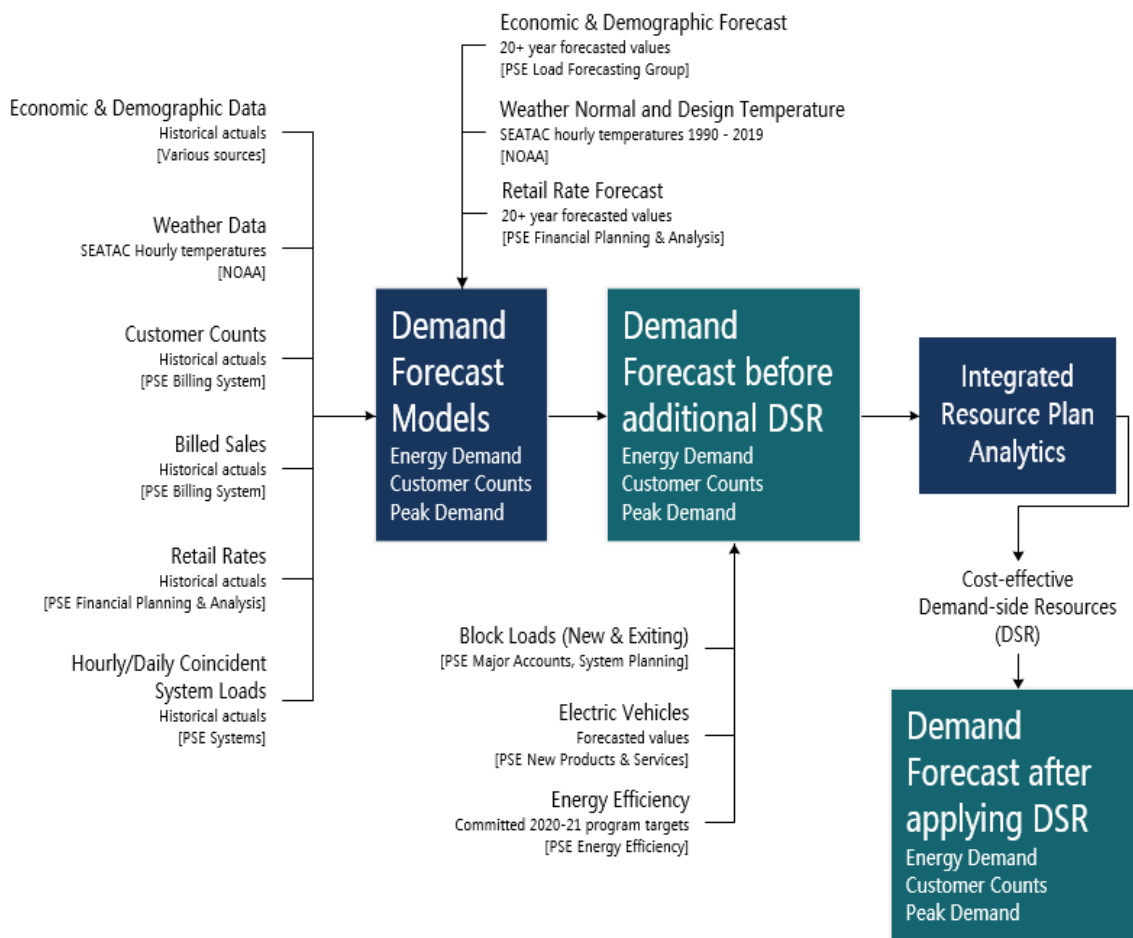 Economic & Demographic Forecast
20+ year forecasted values
[PSE Load Forecasting Group]
Weather Normal and Design Temperature
SEATAC hourly temperatures 1990 - 2019
[NOAA]
Retail Rate Forecast
20+ year forecasted values
[PSE Financial Planning & Analysis]
Economic & Demographic Data
Historical actuals
[Various sources]
Weather Data
SEATAC Hourly temperatures
[NOAA]
Customer Counts
Historical actuals
[PSE Billing System]
Billed Sales
Historical actuals
[PSE Billing System]
Retail Rates
Historical actuals
[PSE Financial Planning & Analysis]
Hourly/Daily Coincident
System Loads
Historical actuals
[PSE Systems]
Demand
Forecast
Models
Energy Demand
Customer Counts
Peak Demand
Demand
Forecast before
additional DSR
Energy Demand
Customer Counts
Peak Demand
Integrated
Resource Plan
Analytics
Block Loads (New & Exiting)
[PSE Major Accounts, System Planning]
Electric Vehicles
Forecasted values
[PSE New Products & Services]
Energy Efficiency
Committed 2020-21 program targets
[PSE Energy Efficiency]
Cost-effective
Demand-side Resources
(DSR)
Demand
Forecast after
applying DSR
Energy Demand
Customer Counts
Peak Demand